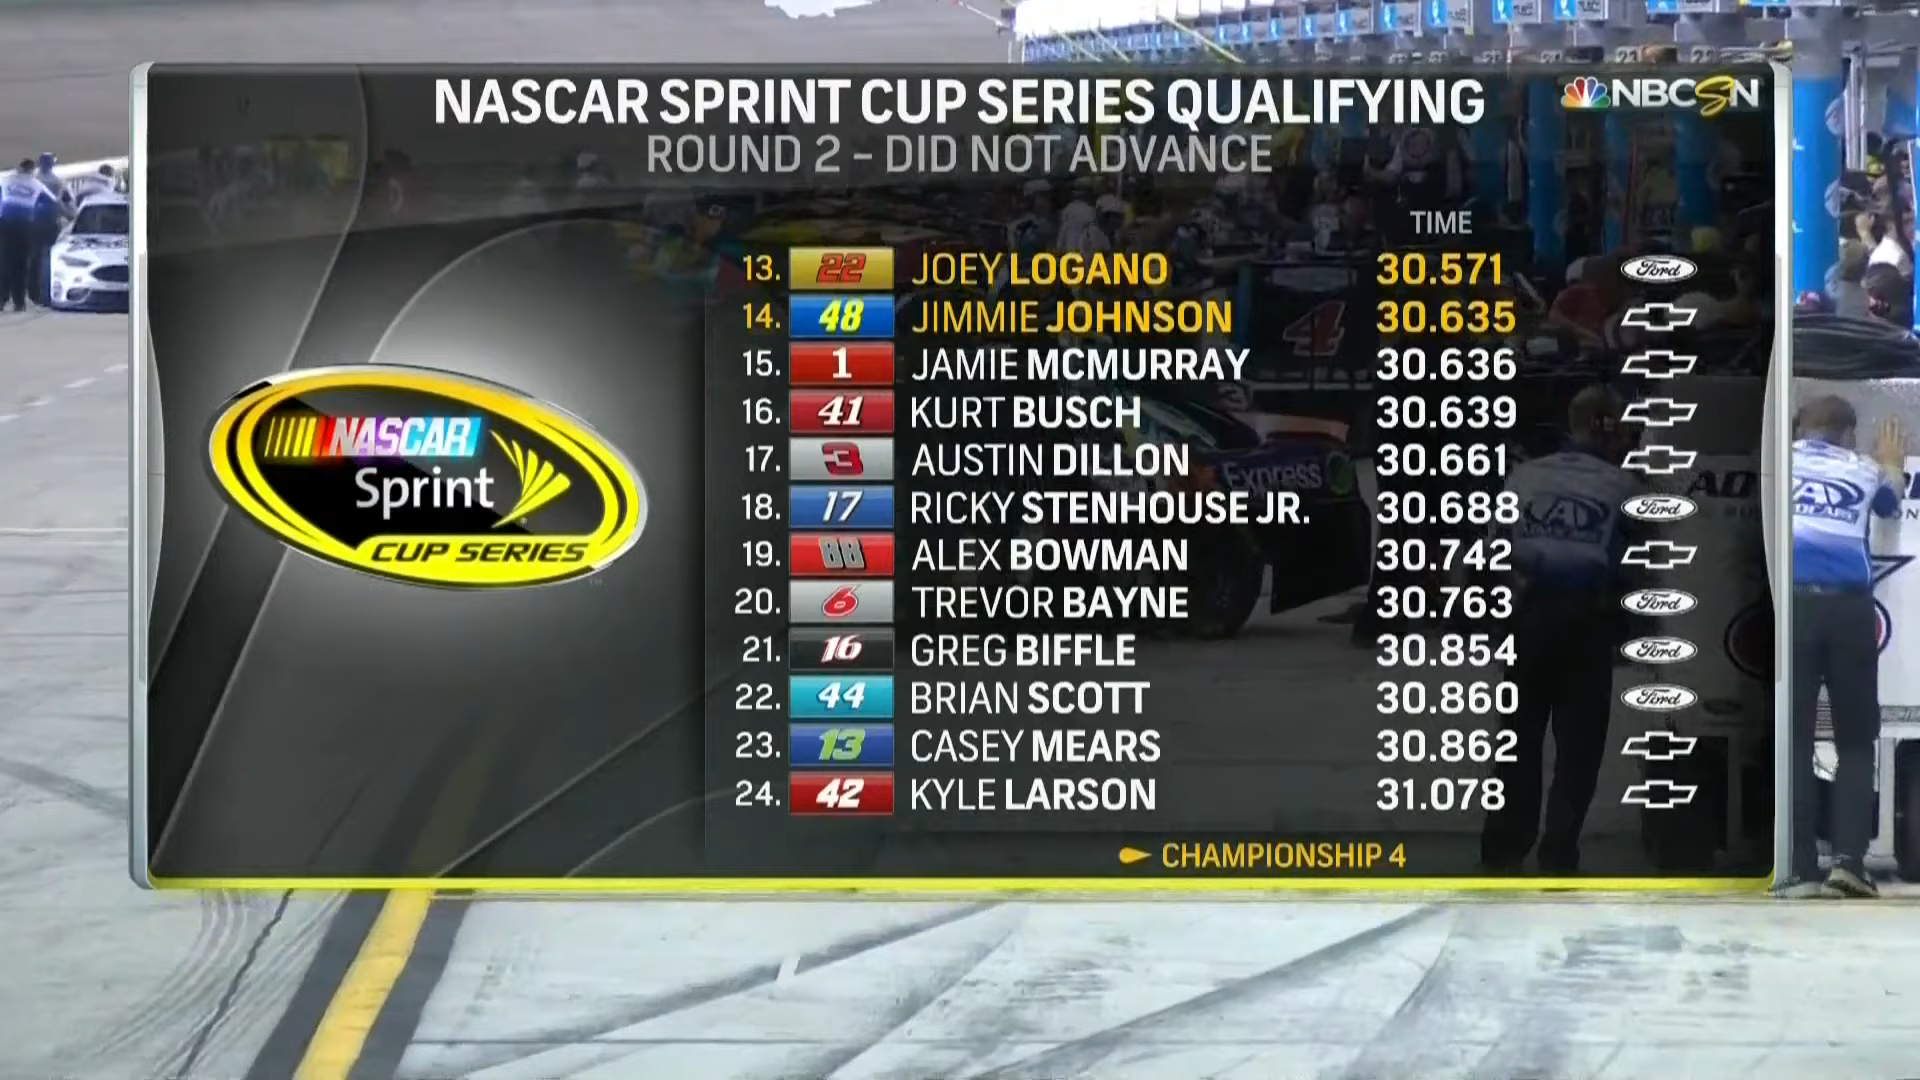 NASCAR SPRINT CUP SERIES QUALIFYING
NBCSN
ROUND 2 – DID NOT ADVANCE
TIME
13. 22 JOEY LOGANO 30.571 Ford
14. 48 JIMMIE JOHNSON 30.635
15. 1 JAMIE MCMURRAY 30.636
16. 41 KURT BUSCH 30.639
17. 3 AUSTIN DILLON 30.661
18. 17 RICKY STENHOUSE JR. 30.688 Ford
19. 88 ALEX BOWMAN 30.742
20. 6 TREVOR BAYNE 30.763 Ford
21. 16 GREG BIFFLE 30.854 Ford
22. 44 BRIAN SCOTT 30.860 Ford
23. 13 CASEY MEARS 30.862
24. 42 KYLE LARSON 31.078
CHAMPIONSHIP 4
NASCAR
Sprint
CUP SERIES
TM
4
Express